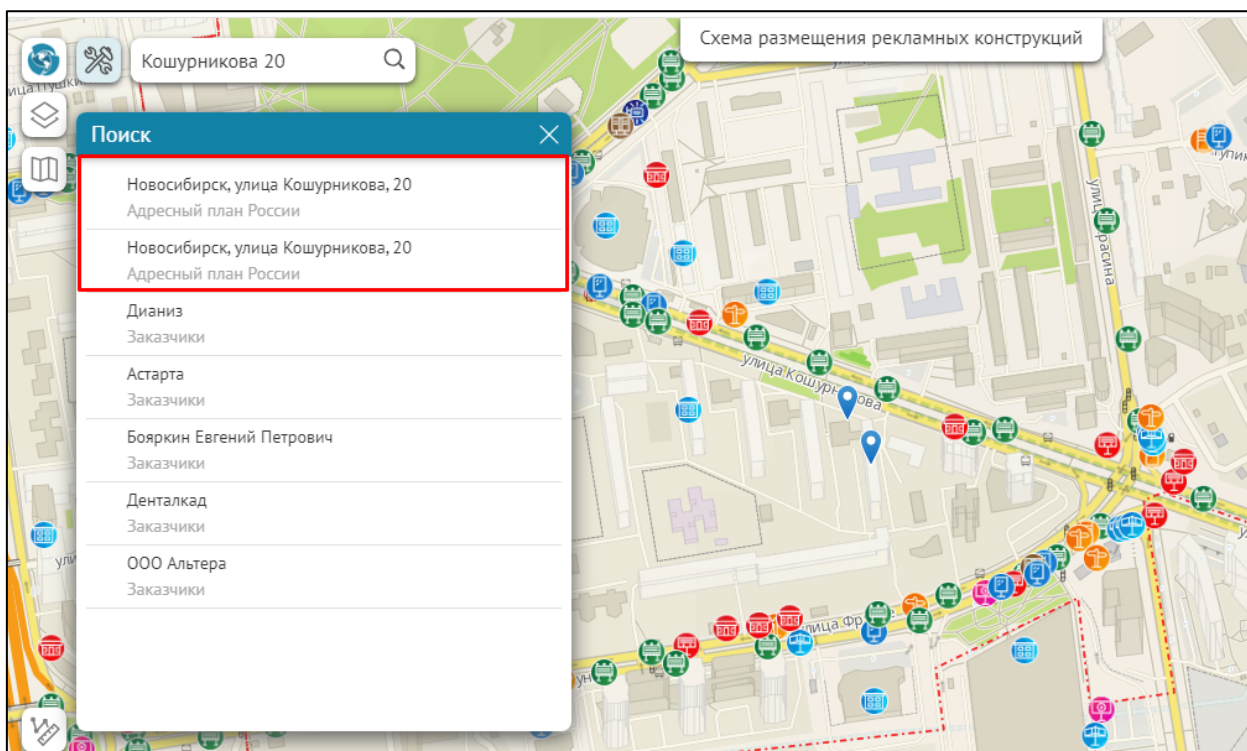 Схема размещения рекламных конструкций
Кошурникова 20
Поиск
Новосибирск, улица Кошурникова, 20
Адресный план России
Новосибирск, улица Кошурникова, 20
Адресный план России
Дианиз
Заказчики
Астарта
Заказчики
Бояркин Евгений Петрович
Заказчики
Денталкад
Заказчики
ООО Альтера
Заказчики
улица Кошурникова
улица